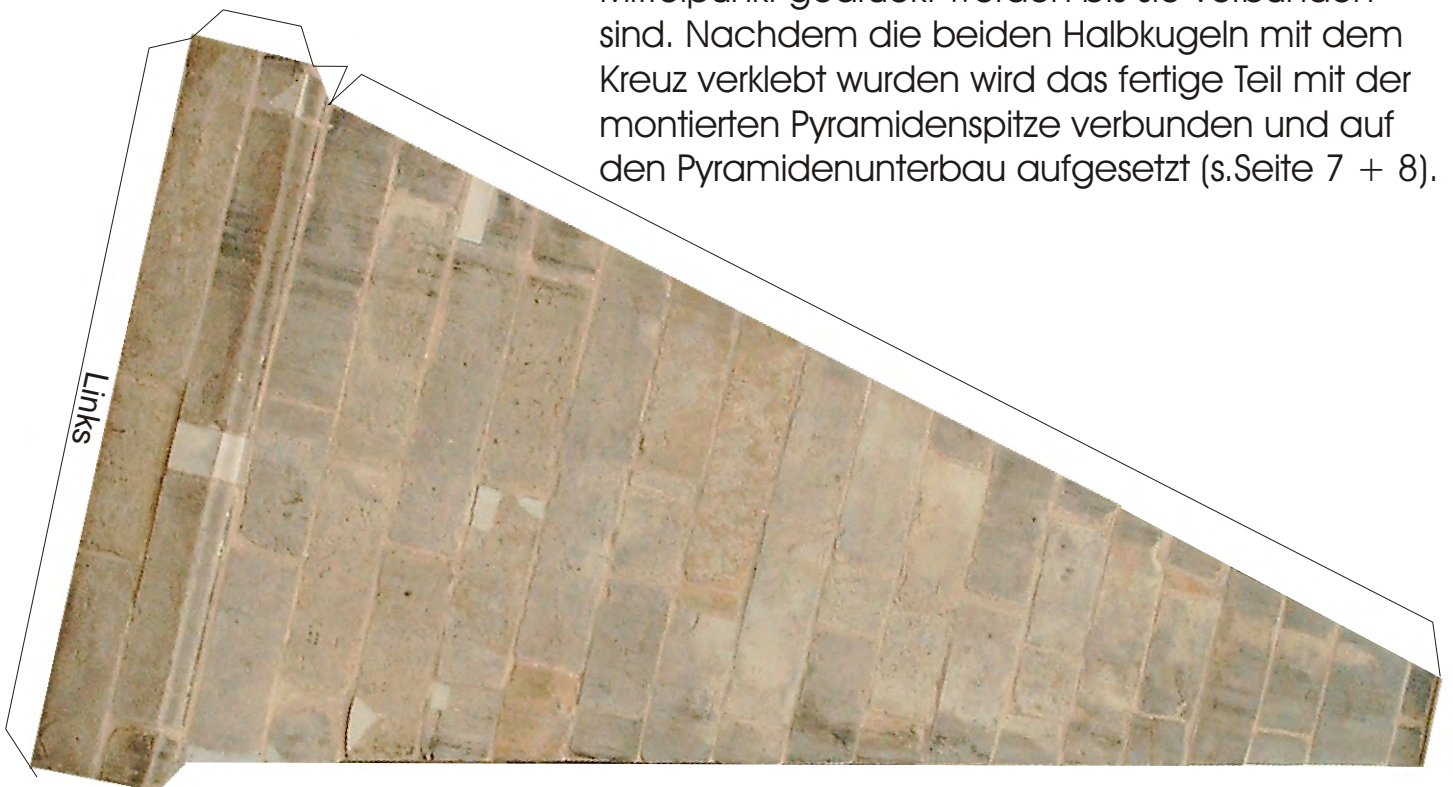 sind. Nachdem die beiden Halbkugeln mit dem
Kreuz verklebt wurden wird das fertige Teil mit der
montierten Pyramidenspitze verbunden und auf
den Pyramidenunterbau aufgesetzt (s.Seite 7 + 8).
Links